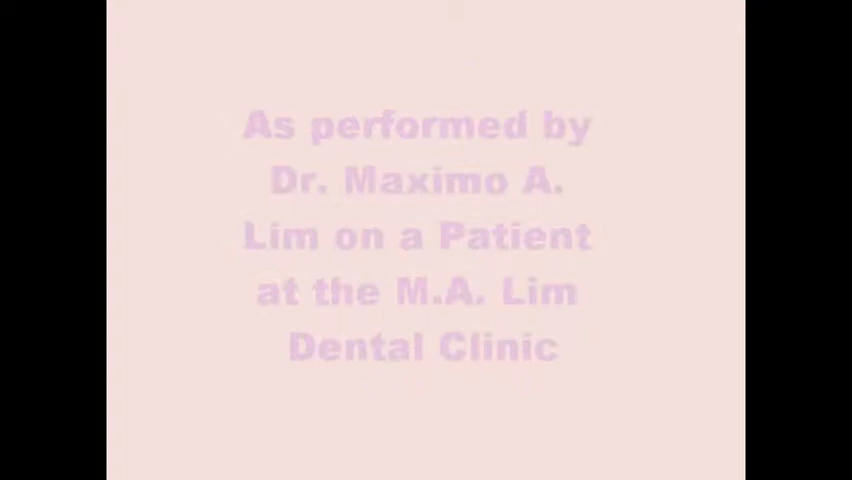 As performed by
Dr. Maximo A.
Lim on a Patient
at the M.A. Lim
Dental Clinic